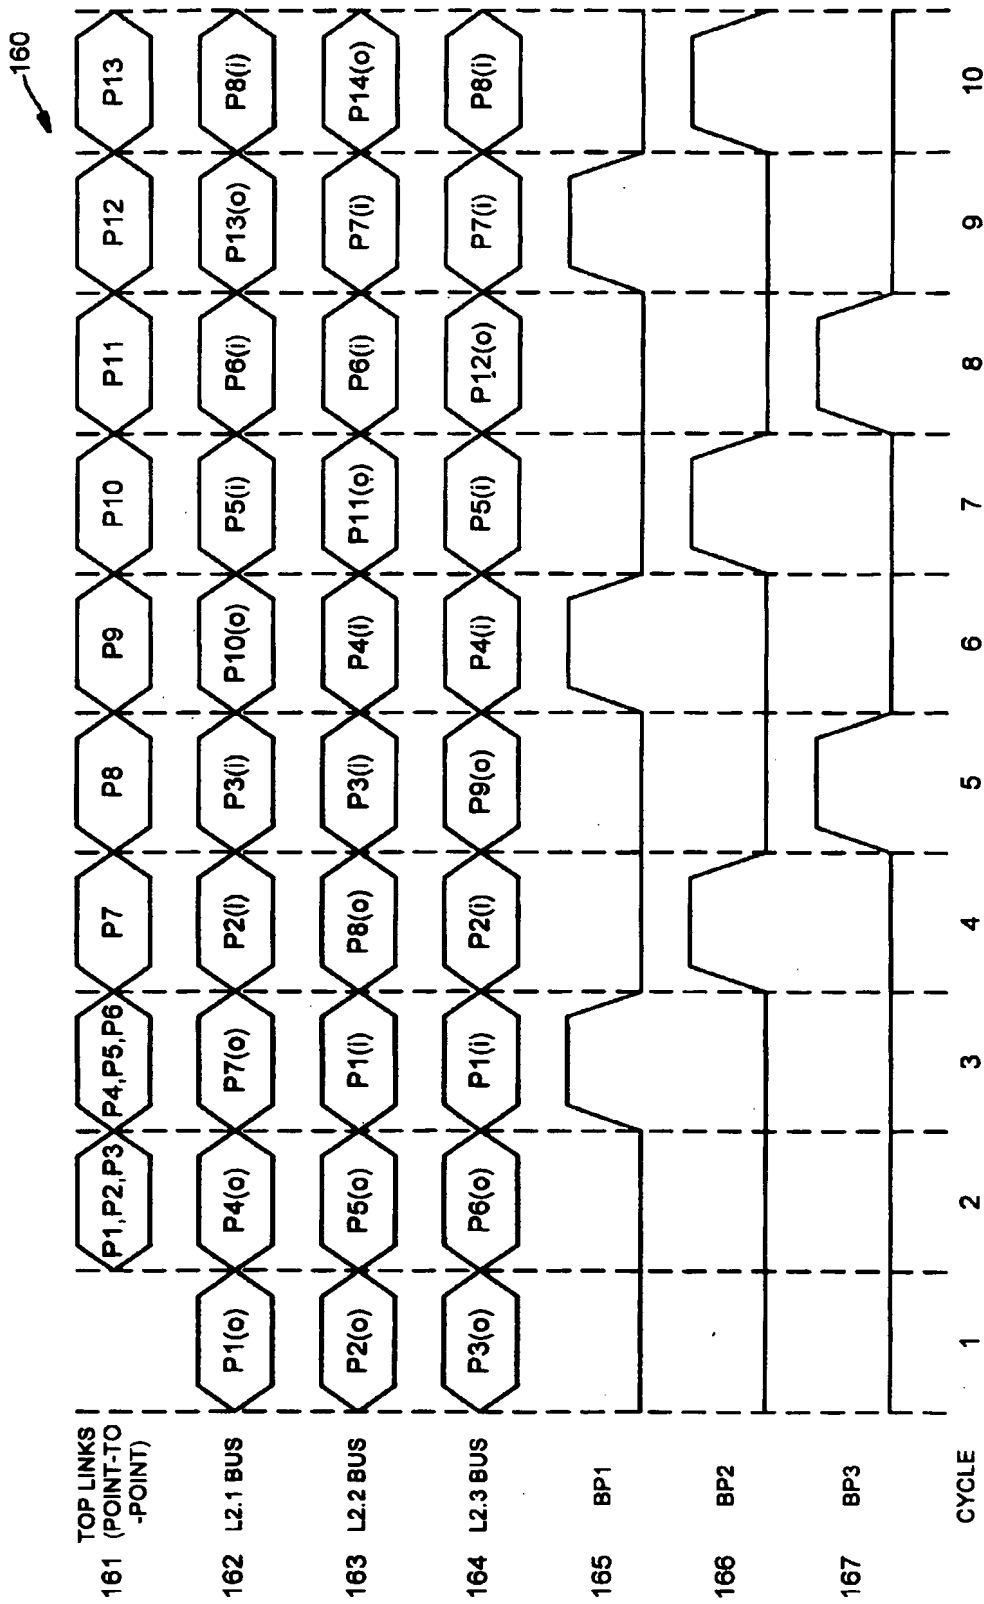 160
161 TOP LINKS (POINT-TO -POINT) P1,P2,P3 P4,P5,P6 P7 P8 P9 P10 P11 P12 P13
162 L2.1 BUS P1(o) P4(o) P7(o) P2(i) P3(i) P10(o) P5(i) P6(i) P13(o) P8(i)
163 L2.2 BUS P2(o) P5(o) P1(i) P8(o) P3(i) P4(i) P11(o) P6(i) P7(i) P14(o)
164 L2.3 BUS P3(o) P6(o) P1(i) P2(i) P9(o) P4(i) P5(i) P12(o) P7(i) P8(i)
165 BP1
166 BP2
167 BP3
CYCLE 1 2 3 4 5 6 7 8 9 10